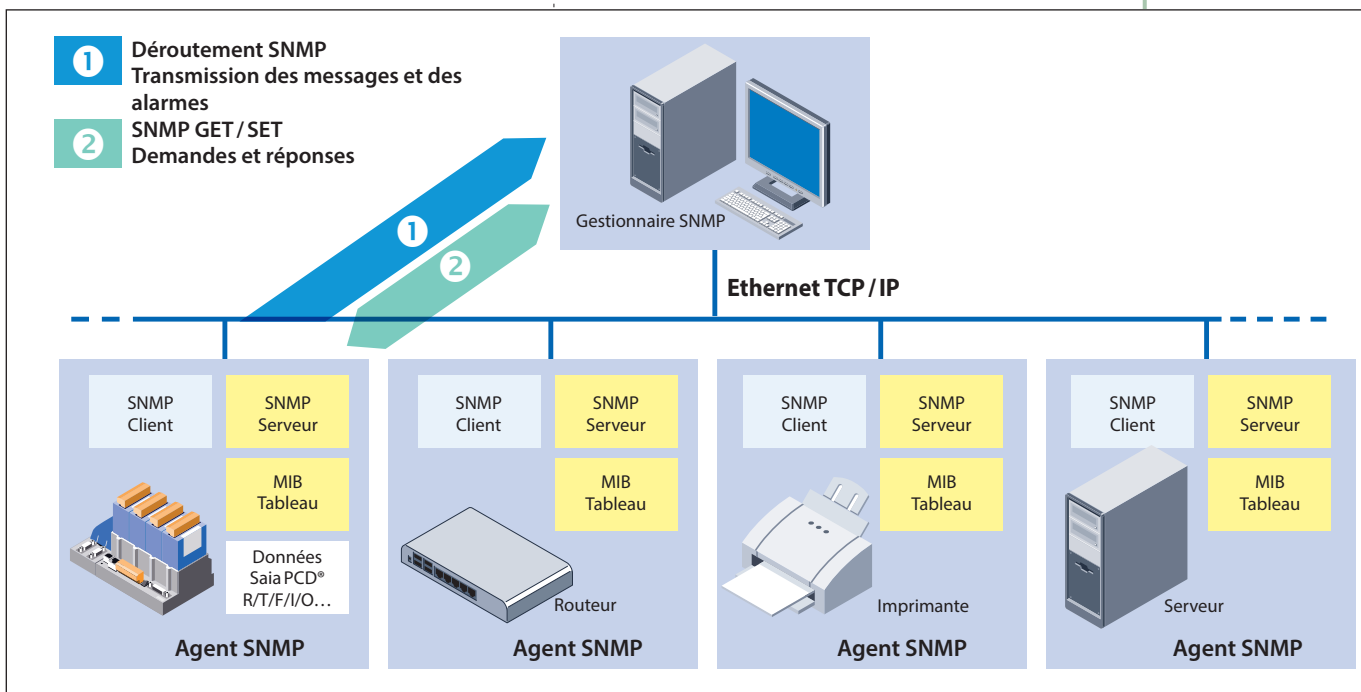 1
Déroutement SNMP
Transmission des messages et des
alarmes
2
SNMP GET / SET
Demandes et réponses
1
2
Gestionnaire SNMP
Ethernet TCP / IP
SNMP
Client
SNMP
Serveur
MIB
Tableau
Données
Saia PCD®
R/T/F/I/O…
Agent SNMP
SNMP
Client
SNMP
Serveur
MIB
Tableau
Routeur
Agent SNMP
SNMP
Client
SNMP
Serveur
MIB
Tableau
Imprimante
Agent SNMP
SNMP
Client
SNMP
Serveur
MIB
Tableau
Serveur
Agent SNMP